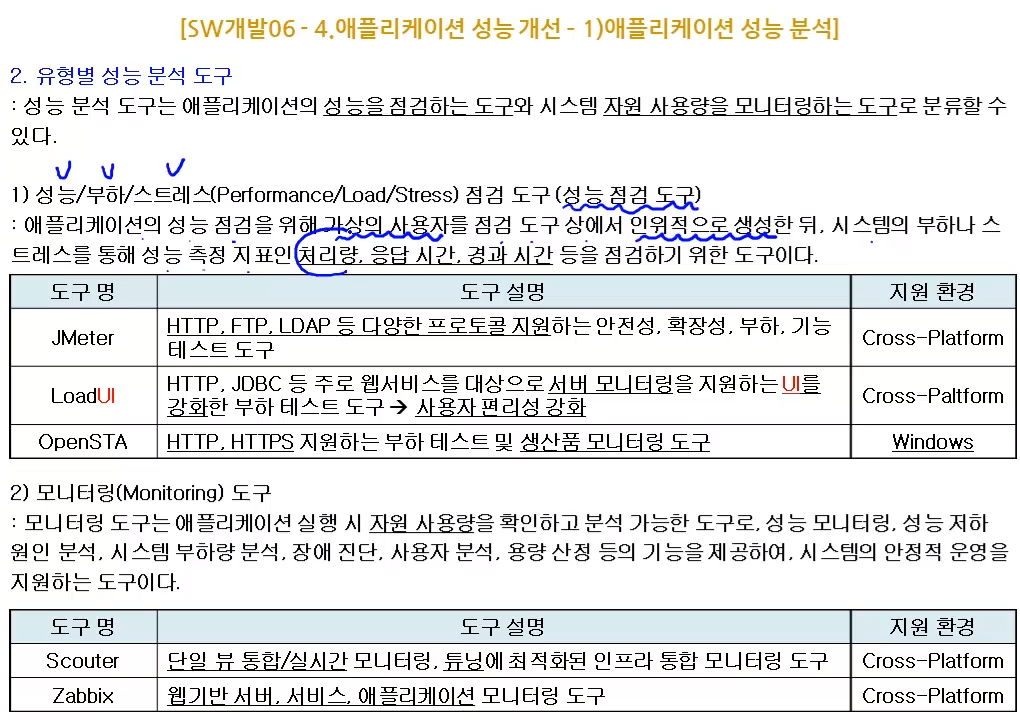 [SW개발06 - 4.애플리케이션 성능 개선 - 1)애플리케이션 성능 분석]
2. 유형별 성능 분석 도구
: 성능 분석 도구는 애플리케이션의 성능을 점검하는 도구와 시스템 자원 사용량을 모니터링하는 도구로 분류할 수
있다.
1) 성능/부하/스트레스(Performance/Load/Stress) 점검 도구 (성능 점검 도구)
: 애플리케이션의 성능 점검을 위해 가상의 사용자를 점검 도구 상에서 인위적으로 생성한 뒤, 시스템의 부하나 스
트레스를 통해 성능 측정 지표인 처리량, 응답 시간, 경과 시간 등을 점검하기 위한 도구이다.
도구 명 도구 설명 지원 환경
JMeter HTTP, FTP, LDAP 등 다양한 프로토콜 지원하는 안전성, 확장성, 부하, 기능 Cross-Platform
테스트 도구
LoadUI HTTP, JDBC 등 주로 웹서비스를 대상으로 서버 모니터링을 지원하는 UI를 Cross-Paltform
강화한 부하 테스트 도구 → 사용자 편리성 강화
OpenSTA HTTP, HTTPS 지원하는 부하 테스트 및 생산품 모니터링 도구 Windows
2) 모니터링(Monitoring) 도구
: 모니터링 도구는 애플리케이션 실행 시 자원 사용량을 확인하고 분석 가능한 도구로, 성능 모니터링, 성능 저하
원인 분석, 시스템 부하량 분석, 장애 진단, 사용자 분석, 용량 산정 등의 기능을 제공하여, 시스템의 안정적 운영을
지원하는 도구이다.
도구 명 도구 설명 지원 환경
Scouter 단일 뷰 통합/실시간 모니터링, 튜닝에 최적화된 인프라 통합 모니터링 도구 Cross-Platform
Zabbix 웹기반 서버, 서비스, 애플리케이션 모니터링 도구 Cross-Platform